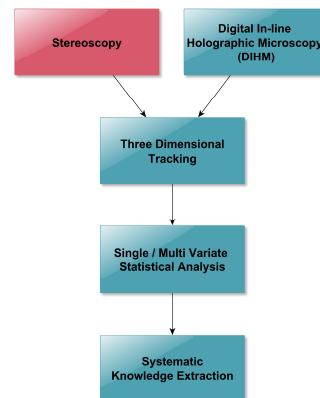 Stereoscopy
Digital In-line
Holographic Microscopy
(DIHM)
Three Dimensional
Tracking
Single / Multi Variate
Statistical Analysis
Systematic
Knowledge Extraction